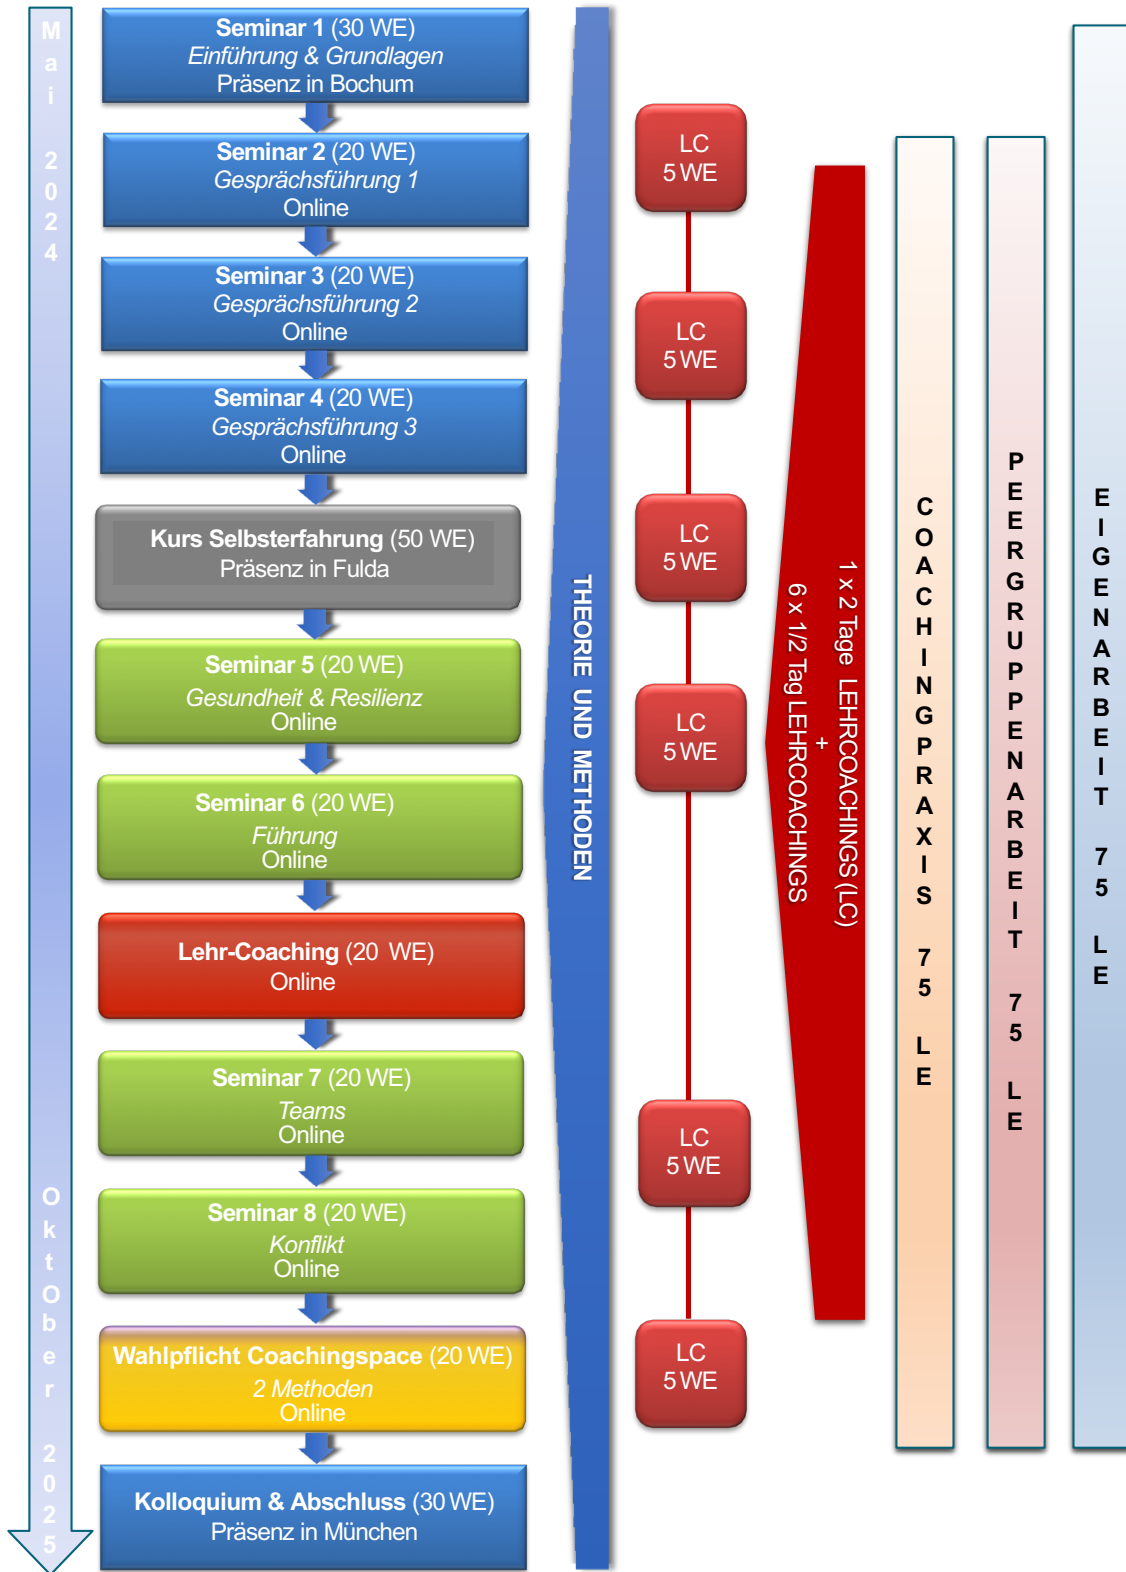 Mai 2024
OktOber 2025
Seminar 1 (30 WE)
Einführung & Grundlagen
Präsenz in Bochum
Seminar 2 (20 WE)
Gesprächsführung 1
Online
Seminar 3 (20 WE)
Gesprächsführung 2
Online
Seminar 4 (20 WE)
Gesprächsführung 3
Online
Kurs Selbsterfahrung (50 WE)
Präsenz in Fulda
Seminar 5 (20 WE)
Gesundheit & Resilienz
Online
Seminar 6 (20 WE)
Führung
Online
Lehr-Coaching (20 WE)
Online
Seminar 7 (20 WE)
Teams
Online
Seminar 8 (20 WE)
Konflikt
Online
Wahlpflicht Coachingspace (20 WE)
2 Methoden
Online
Kolloquium & Abschluss (30 WE)
Präsenz in München
THEORIE UND METHODEN
LC
5 WE
LC
5 WE
LC
5 WE
LC
5 WE
LC
5 WE
LC
5 WE
1 x 2 Tage LEHRCOACHINGS (LC)
+
6 x 1/2 Tag LEHRCOACHINGS
COACHINGPRAXIS 75 LE
PEERGRUPPENARBEIT 75 LE
EIGENARBEIT 75 LE